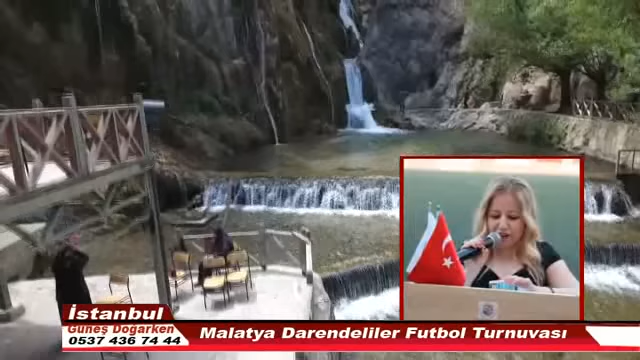 İstanbul
Güneş Doğarken
0537 436 74 44
Malatya Darendeliler Futbol Turnuvası